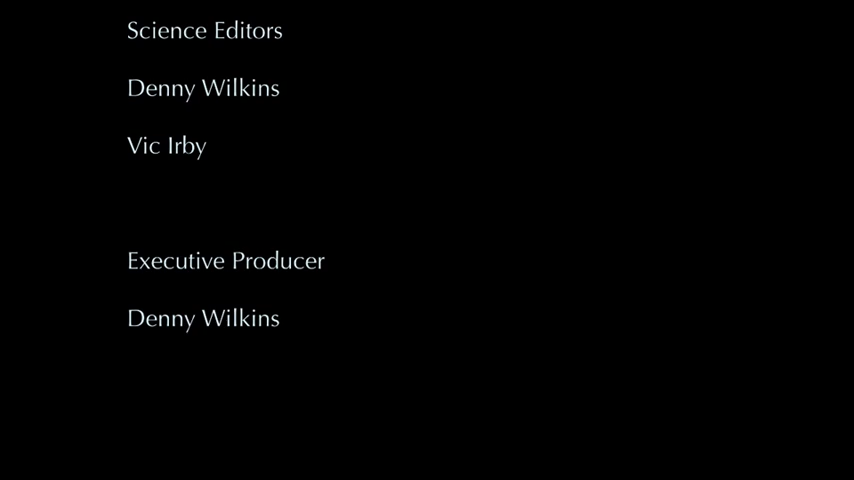 Science Editors
Denny Wilkins
Vic Irby
Executive Producer
Denny Wilkins